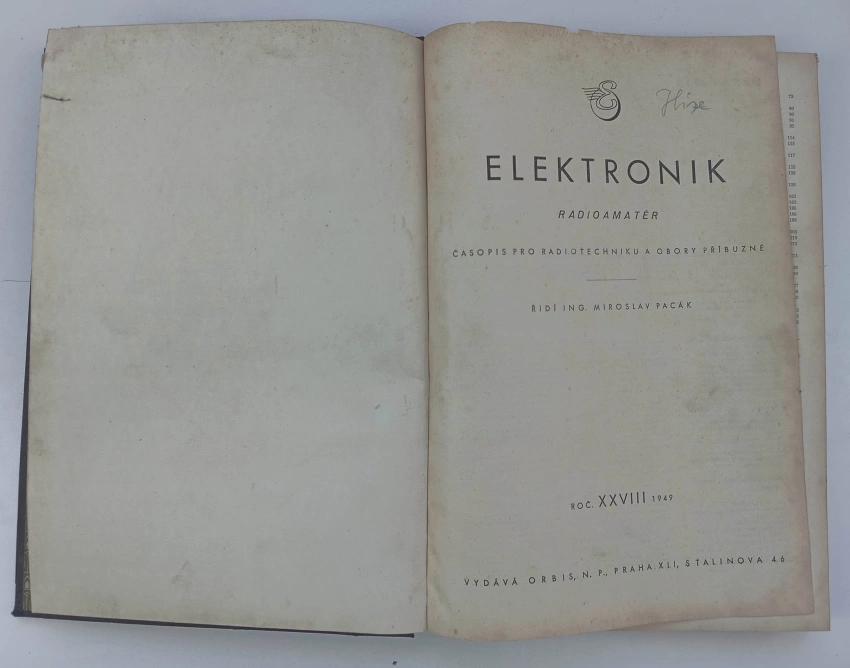 ELEKTRONIK
RADIOAMATÉR
ČASOPIS PRO RADIOTECHNIKU A OBORY PŘÍBUZNÉ
ŘÍDÍ ING. MIROSLAV PACÁK
ROČ. XXVIII 1949
VYDÁVÁ ORBIS, N. P., PRAHA XII, STALINOVA 46